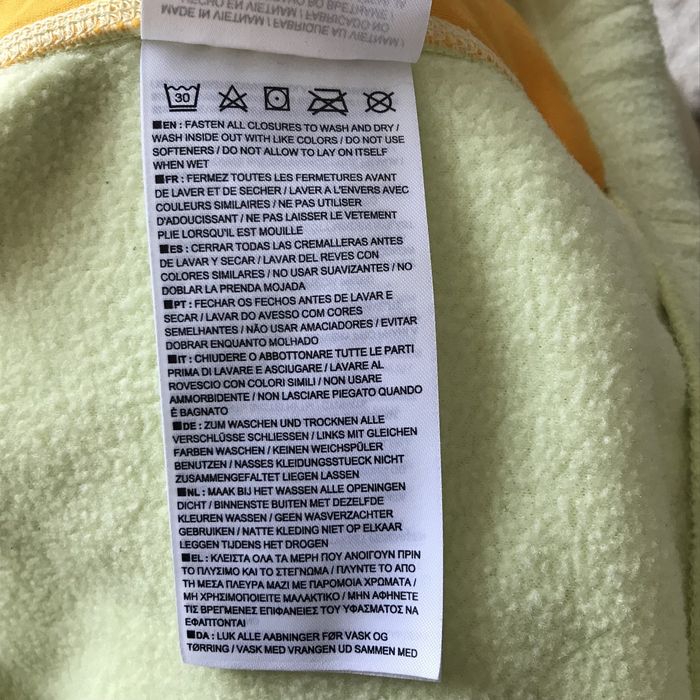 MADE IN VIETNAM / FABRIQUE AU VIETNAM /
HECHO EN VIETNAM / FABRICADO NO
30
■EN : FASTEN ALL CLOSURES TO WASH AND DRY /
WASH INSIDE OUT WITH LIKE COLORS / DO NOT USE
SOFTENERS / DO NOT ALLOW TO LAY ON ITSELF
WHEN WET
■FR : FERMEZ TOUTES LES FERMETURES AVANT
DE LAVER ET DE SECHER / LAVER A L'ENVERS AVEC
COULEURS SIMILAIRES / NE PAS UTILISER
D'ADOUCISSANT / NE PAS LAISSER LE VETEMENT
PLIE LORSQU'IL EST MOUILLE
■ES : CERRAR TODAS LAS CREMALLERAS ANTES
DE LAVAR Y SECAR / LAVAR DEL REVES CON
COLORES SIMILARES / NO USAR SUAVIZANTES / NO
DOBLAR LA PRENDA MOJADA
■PT : FECHAR OS FECHOS ANTES DE LAVAR E
SECAR / LAVAR DO AVESSO COM CORES
SEMELHANTES / NÃO USAR AMACIADORES / EVITAR
DOBRAR ENQUANTO MOLHADO
■IT : CHIUDERE O ABBOTTONARE TUTTE LE PARTI
PRIMA DI LAVARE E ASCIUGARE / LAVARE AL
ROVESCIO CON COLORI SIMILI / NON USARE
AMMORBIDENTE / NON LASCIARE PIEGATO QUANDO
È BAGNATO
■DE : ZUM WASCHEN UND TROCKNEN ALLE
VERSCHLÜSSE SCHLIESSEN / LINKS MIT GLEICHEN
FARBEN WASCHEN / KEINEN WEICHSPÜLER
BENUTZEN / NASSES KLEIDUNGSSTUECK NICHT
ZUSAMMENGEFALTET LIEGEN LASSEN
■NL : MAAK BIJ HET WASSEN ALLE OPENINGEN
DICHT / BINNENSTE BUITEN MET DEZELFDE
KLEUREN WASSEN / GEEN WASVERZACHTER
GEBRUIKEN / NATTE KLEDING NIET OP ELKAAR
LEGGEN TIJDENS HET DROGEN
■EL : ΚΛΕΙΣΤΑ ΟΛΑ ΤΑ ΜΕΡΗ ΠΟΥ ΑΝΟΙΓΟΥΝ ΠΡΙΝ
ΤΟ ΠΛΥΣΙΜΟ ΚΑΙ ΤΟ ΣΤΕΓΝΩΜΑ / ΠΛΥΝΤΕ ΤΟ ΑΠΟ
ΤΗ ΜΕΣΑ ΠΛΕΥΡΑ ΜΑΖΙ ΜΕ ΠΑΡΟΜΟΙΑ ΧΡΩΜΑΤΑ /
ΜΗ ΧΡΗΣΙΜΟΠΟΙΕΙΤΕ ΜΑΛΑΚΤΙΚΟ / ΜΗΝ ΑΦΗΝΕΤΕ
ΤΙΣ ΒΡΕΓΜΕΝΕΣ ΕΠΙΦΑΝΕΙΕΣ ΤΟΥ ΥΦΑΣΜΑΤΟΣ ΝΑ
ΕΦΑΠΤΟΝΤΑΙ
■DA : LUK ALLE AABNINGER FØR VASK OG
TØRRING / VASK MED VRANGEN UD SAMMEN MED